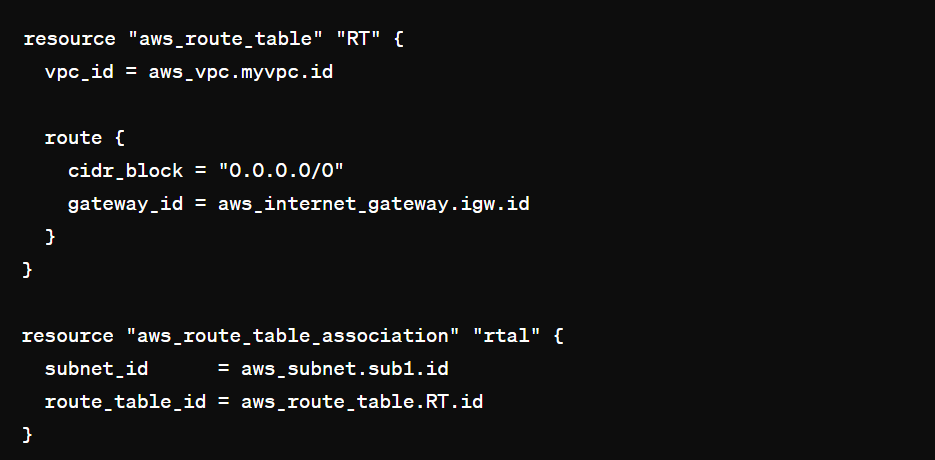 resource "aws_route_table" "RT" {
  vpc_id = aws_vpc.myvpc.id

  route {
    cidr_block = "0.0.0.0/0"
    gateway_id = aws_internet_gateway.igw.id
  }
}

resource "aws_route_table_association" "rta1" {
  subnet_id      = aws_subnet.sub1.id
  route_table_id = aws_route_table.RT.id
}